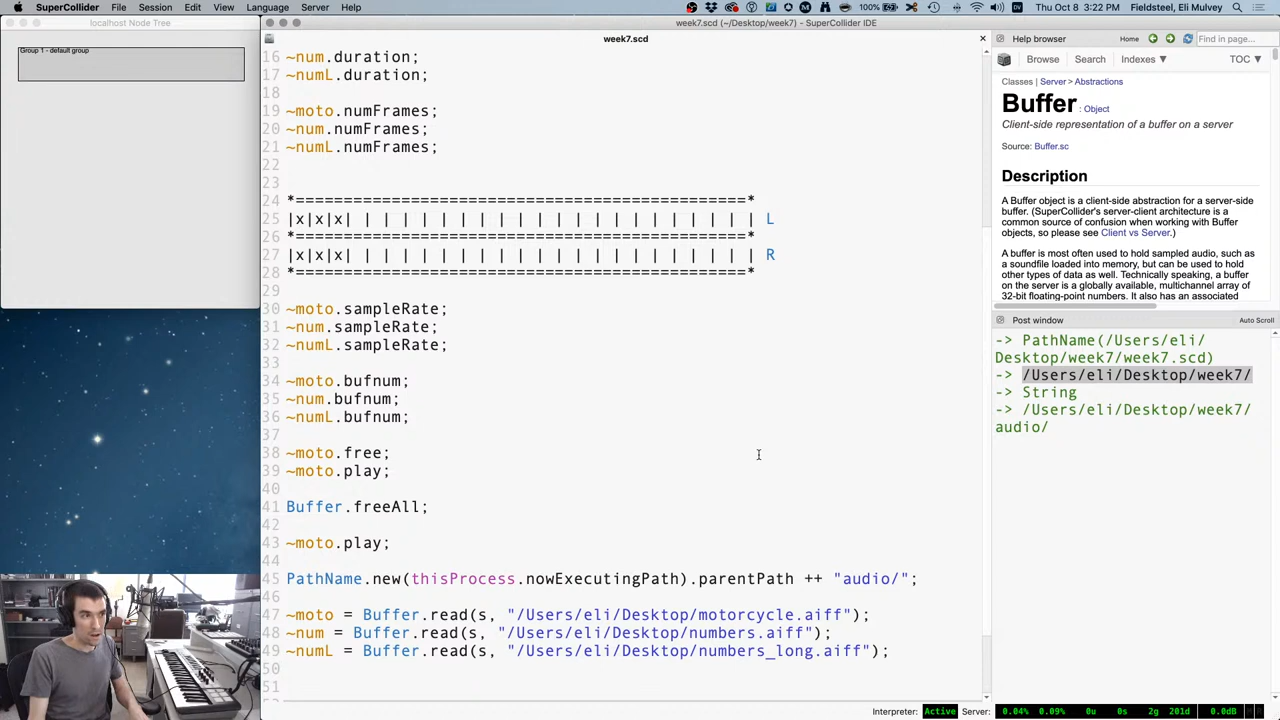 SuperCollider File Session Edit View Language Server Help 100% Thu Oct 8 3:22 PM Fieldsteel, Eli Mulvey
localhost Node Tree
Group 1 - default group
week7.scd (~/Desktop/week7) - SuperCollider IDE
week7.scd
16 ~num.duration;
17 ~numL.duration;
18
19 ~moto.numFrames;
20 ~num.numFrames;
21 ~numL.numFrames;
22
23
24 *===============================================*
25 |x|x|x| | | | | | | | | | | | | | | | | | | | | L
26 *===============================================*
27 |x|x|x| | | | | | | | | | | | | | | | | | | | | R
28 *===============================================*
29
30 ~moto.sampleRate;
31 ~num.sampleRate;
32 ~numL.sampleRate;
33
34 ~moto.bufnum;
35 ~num.bufnum;
36 ~numL.bufnum;
37
38 ~moto.free;
39 ~moto.play;
40
41 Buffer.freeAll;
42
43 ~moto.play;
44
45 PathName.new(thisProcess.nowExecutingPath).parentPath ++ "audio/";
46
47 ~moto = Buffer.read(s, "/Users/eli/Desktop/motorcycle.aiff");
48 ~num = Buffer.read(s, "/Users/eli/Desktop/numbers.aiff");
49 ~numL = Buffer.read(s, "/Users/eli/Desktop/numbers_long.aiff");
50
51
Help browser Home Find in page...
Browse Search Indexes ▼ TOC ▼
Classes | Server > Abstractions
Buffer : Object
Client-side representation of a buffer on a server
Source: Buffer.sc
Description
A Buffer object is a client-side abstraction for a server-side
buffer. (SuperCollider's server-client architecture is a
common source of confusion when working with Buffer
objects, so please see Client vs Server.)
A buffer is most often used to hold sampled audio, such as
a soundfile loaded into memory, but can be used to hold
other types of data as well. Technically speaking, a buffer
on the server is a globally available, multichannel array of
32-bit floating-point numbers. It also has an associated
Post window Auto Scroll
-> PathName(/Users/eli/
Desktop/week7/week7.scd)
-> /Users/eli/Desktop/week7/
-> String
-> /Users/eli/Desktop/week7/
audio/
Interpreter: Active Server: 0.04% 0.09% 0u 0s 2g 201d 0.0dB